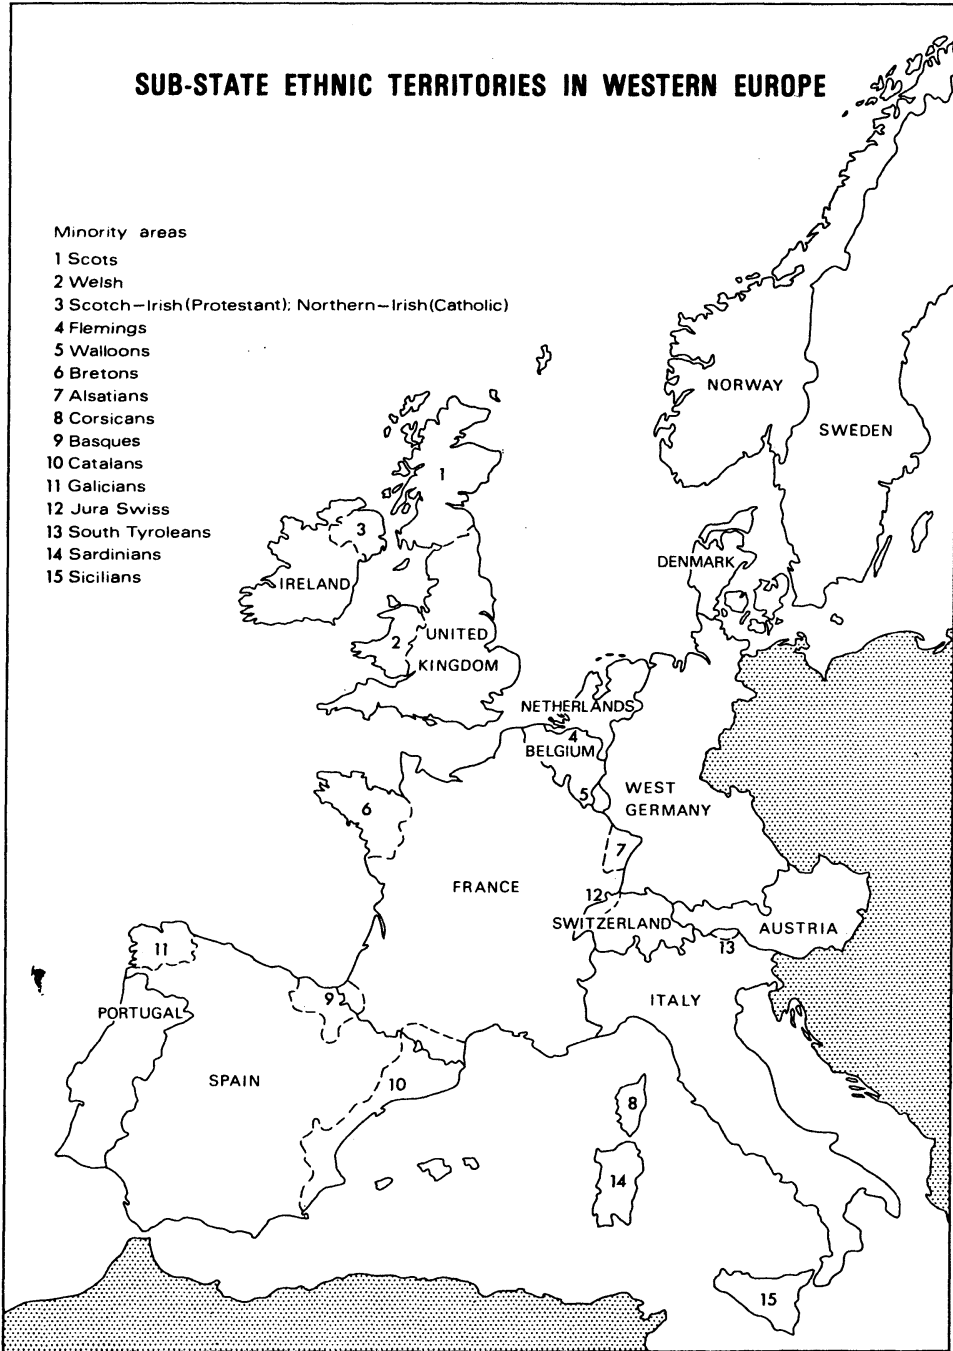 SUB-STATE ETHNIC TERRITORIES IN WESTERN EUROPE
Minority areas
1 Scots
2 Welsh
3 Scotch-Irish (Protestant); Northern-Irish (Catholic)
4 Flemings
5 Walloons
6 Bretons
7 Alsatians
8 Corsicans
9 Basques
10 Catalans
11 Galicians
12 Jura Swiss
13 South Tyroleans
14 Sardinians
15 Sicilians
NORWAY
SWEDEN
1
3
DENMARK
IRELAND
2
UNITED
KINGDOM
NETHERLANDS
4
BELGIUM
5
WEST
GERMANY
6
7
FRANCE
12
SWITZERLAND
AUSTRIA
13
11
9
ITALY
PORTUGAL
SPAIN
10
8
14
15